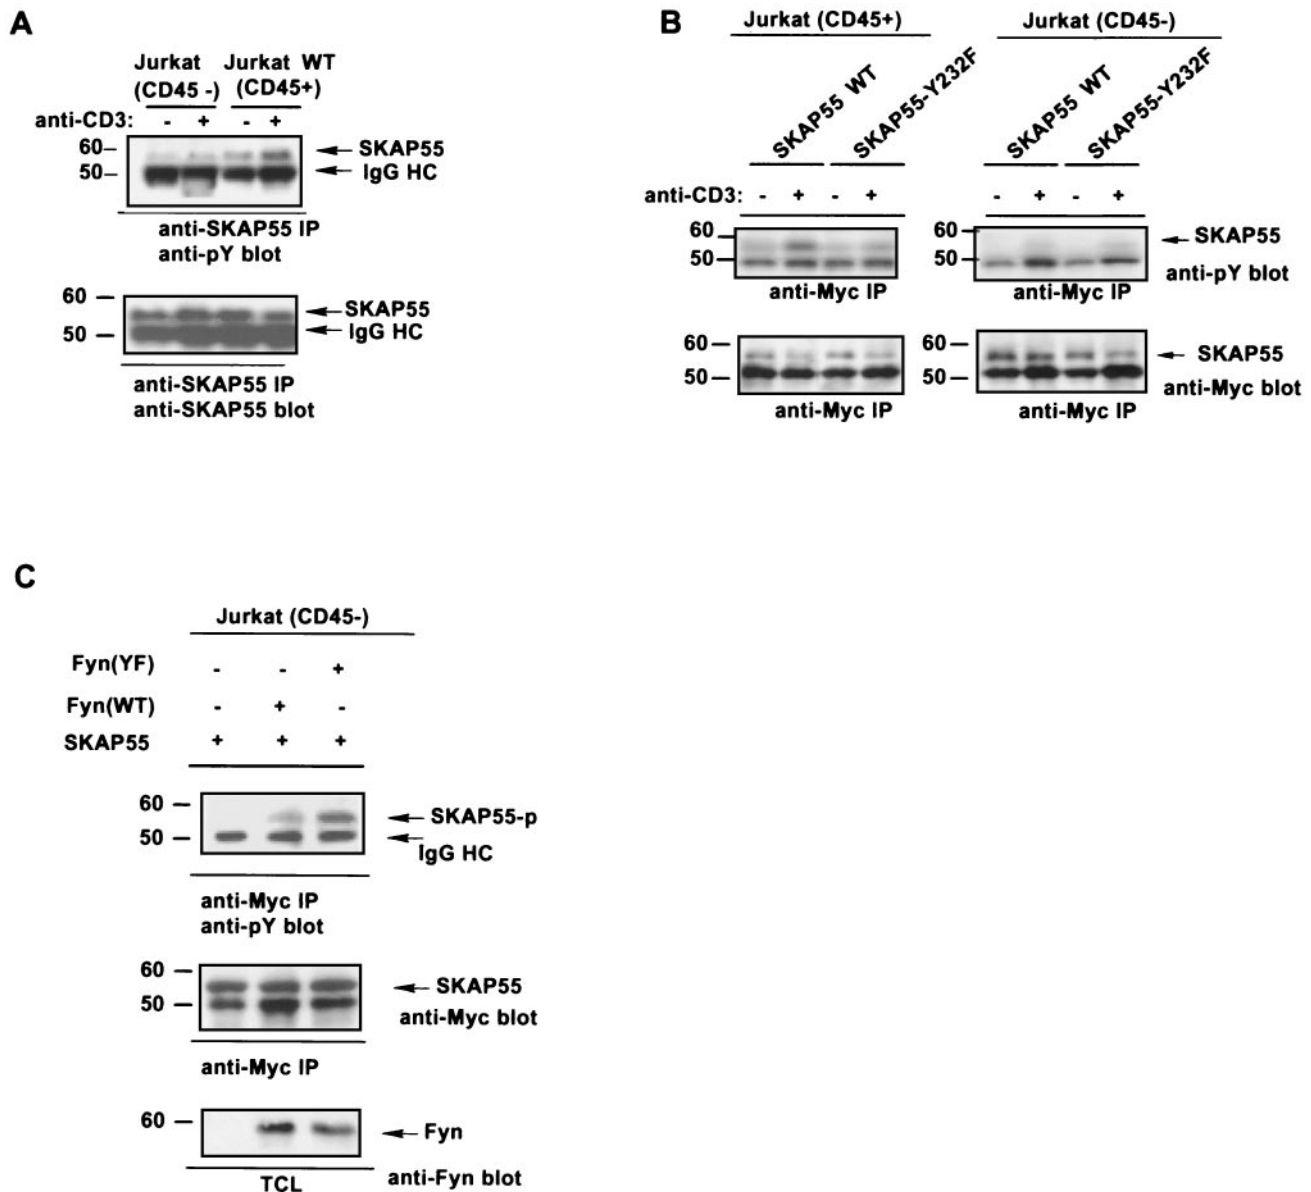 A
Jurkat Jurkat WT
(CD45 -) (CD45+)
anti-CD3: - + - +
60 SKAP55
50 IgG HC
anti-SKAP55 IP
anti-pY blot
60 SKAP55
50 IgG HC
anti-SKAP55 IP
anti-SKAP55 blot
B
Jurkat (CD45+) Jurkat (CD45-)
SKAP55 WT SKAP55-Y232F SKAP55 WT SKAP55-Y232F
anti-CD3: - + - + - + - +
60 60 SKAP55
50 50 anti-pY blot
anti-Myc IP anti-Myc IP
60 60 SKAP55
50 50 anti-Myc blot
anti-Myc IP anti-Myc IP
C
Jurkat (CD45-)
Fyn(YF) - - +
Fyn(WT) - + -
SKAP55 + + +
60 SKAP55-p
50 IgG HC
anti-Myc IP
anti-pY blot
60 SKAP55
50 anti-Myc blot
anti-Myc IP
60 Fyn
TCL anti-Fyn blot